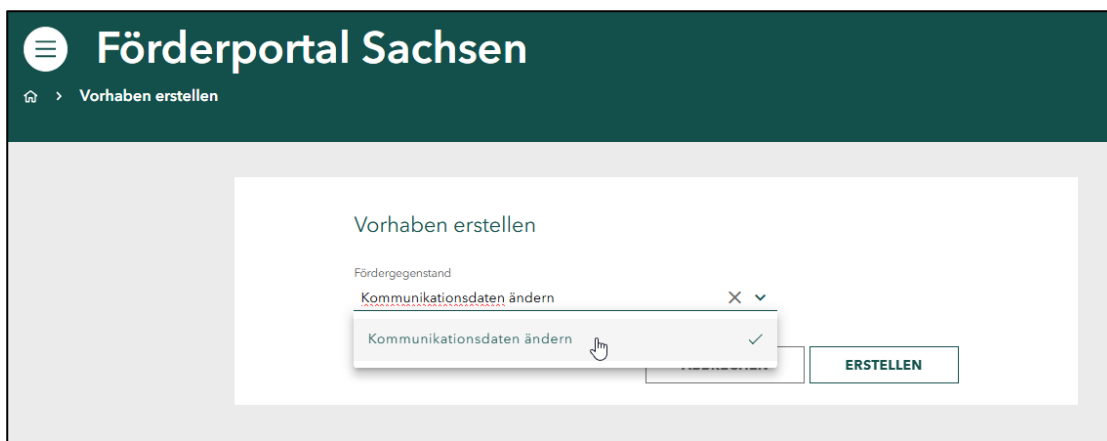 Förderportal Sachsen
Vorhaben erstellen
Vorhaben erstellen
Fördergegenstand
Kommunikationsdaten ändern
Kommunikationsdaten ändern
ERSTELLEN